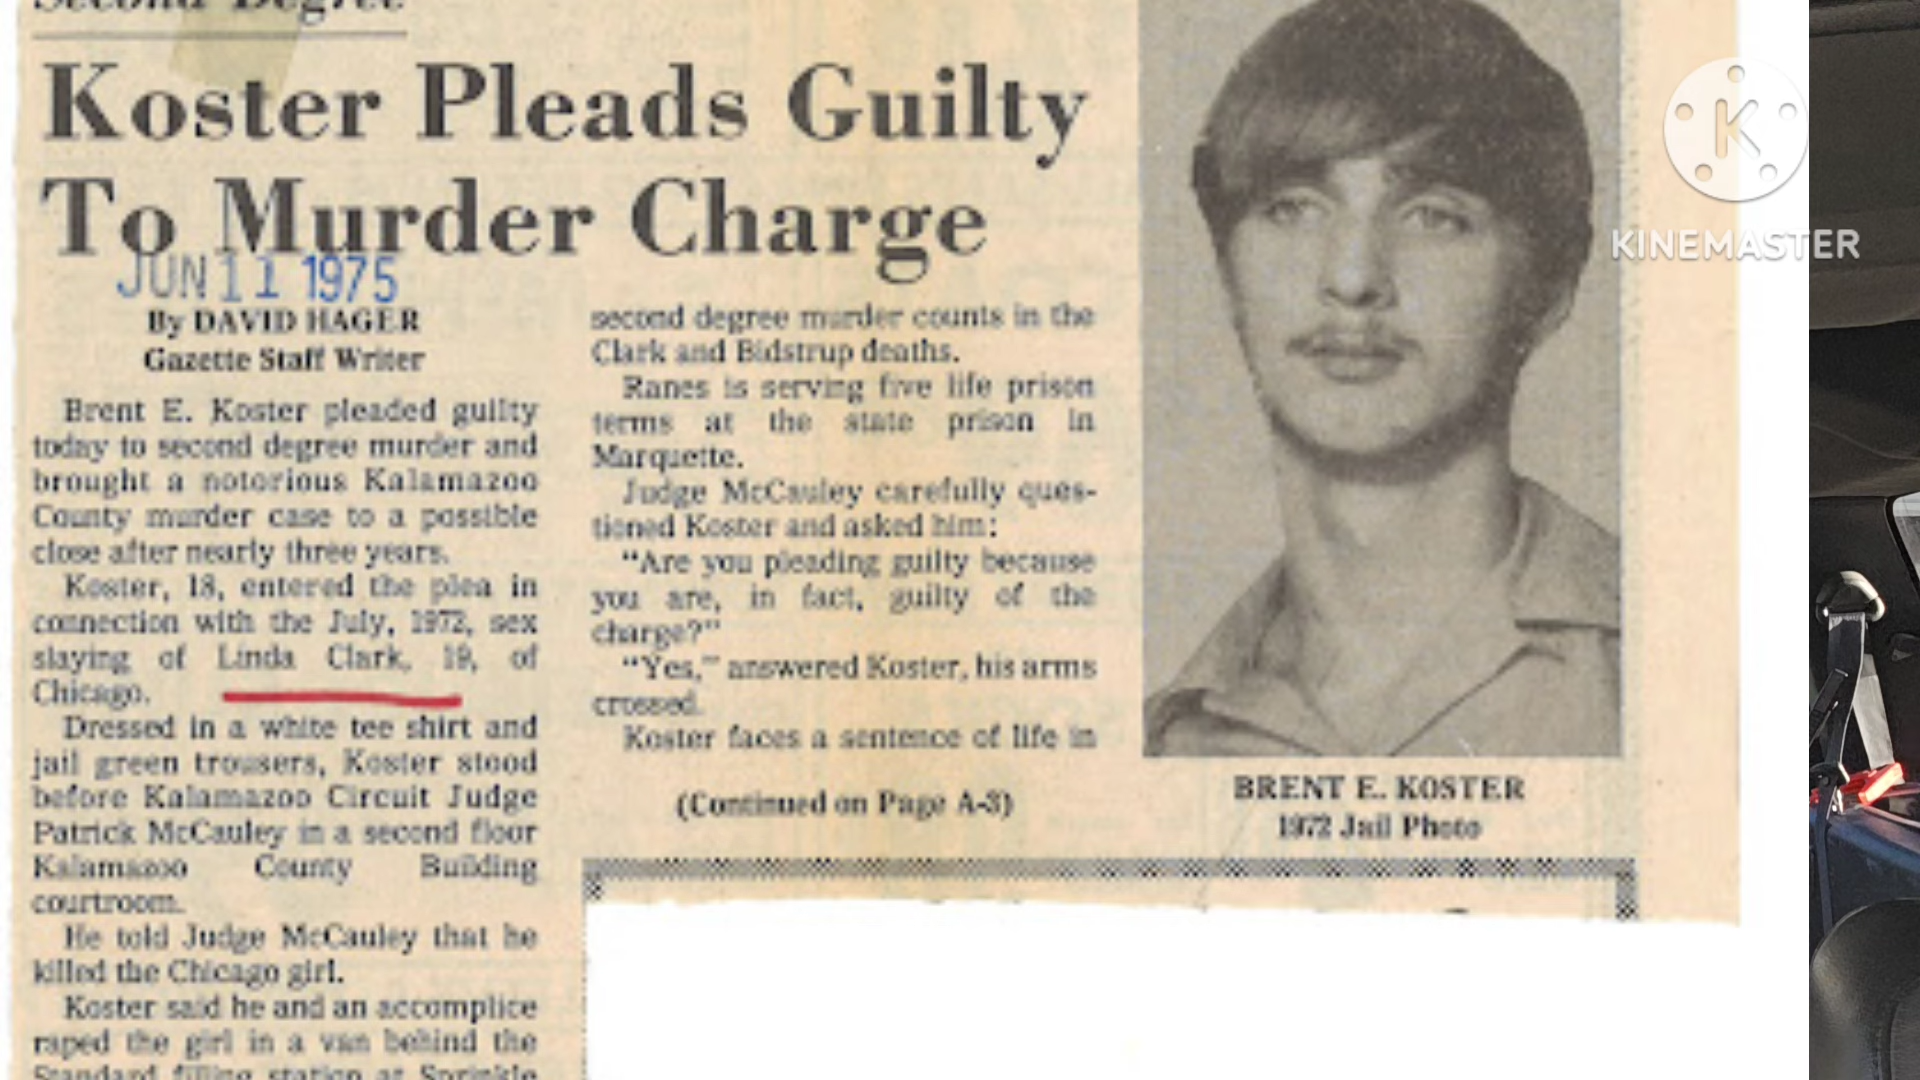 Second Degree
Koster Pleads Guilty
To Murder Charge
JUN 11 1975
By DAVID HAGER
Gazette Staff Writer
Brent E. Koster pleaded guilty
today to second degree murder and
brought a notorious Kalamazoo
County murder case to a possible
close after nearly three years.
Koster, 18, entered the plea in
connection with the July, 1972, sex
slaying of Linda Clark, 19, of
Chicago.
Dressed in a white tee shirt and
jail green trousers, Koster stood
before Kalamazoo Circuit Judge
Patrick McCauley in a second floor
Kalamazoo County Building
courtroom.
He told Judge McCauley that he
killed the Chicago girl.
Koster said he and an accomplice
raped the girl in a van behind the
Standard filling station at Sprinkle
second degree murder counts in the
Clark and Bidstrup deaths.
Ranes is serving five life prison
terms at the state prison in
Marquette.
Judge McCauley carefully ques-
tioned Koster and asked him:
"Are you pleading guilty because
you are, in fact, guilty of the
charge?"
"Yes," answered Koster, his arms
crossed.
Koster faces a sentence of life in
(Continued on Page A-3)
BRENT E. KOSTER
1972 Jail Photo
K
KINEMASTER